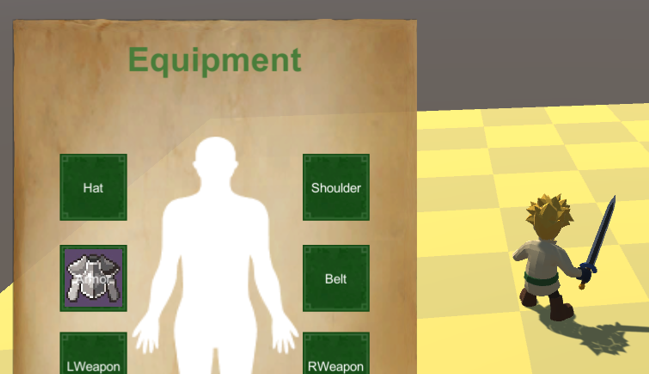 Equipment
Hat
Shoulder
Belt
LWeapon
RWeapon